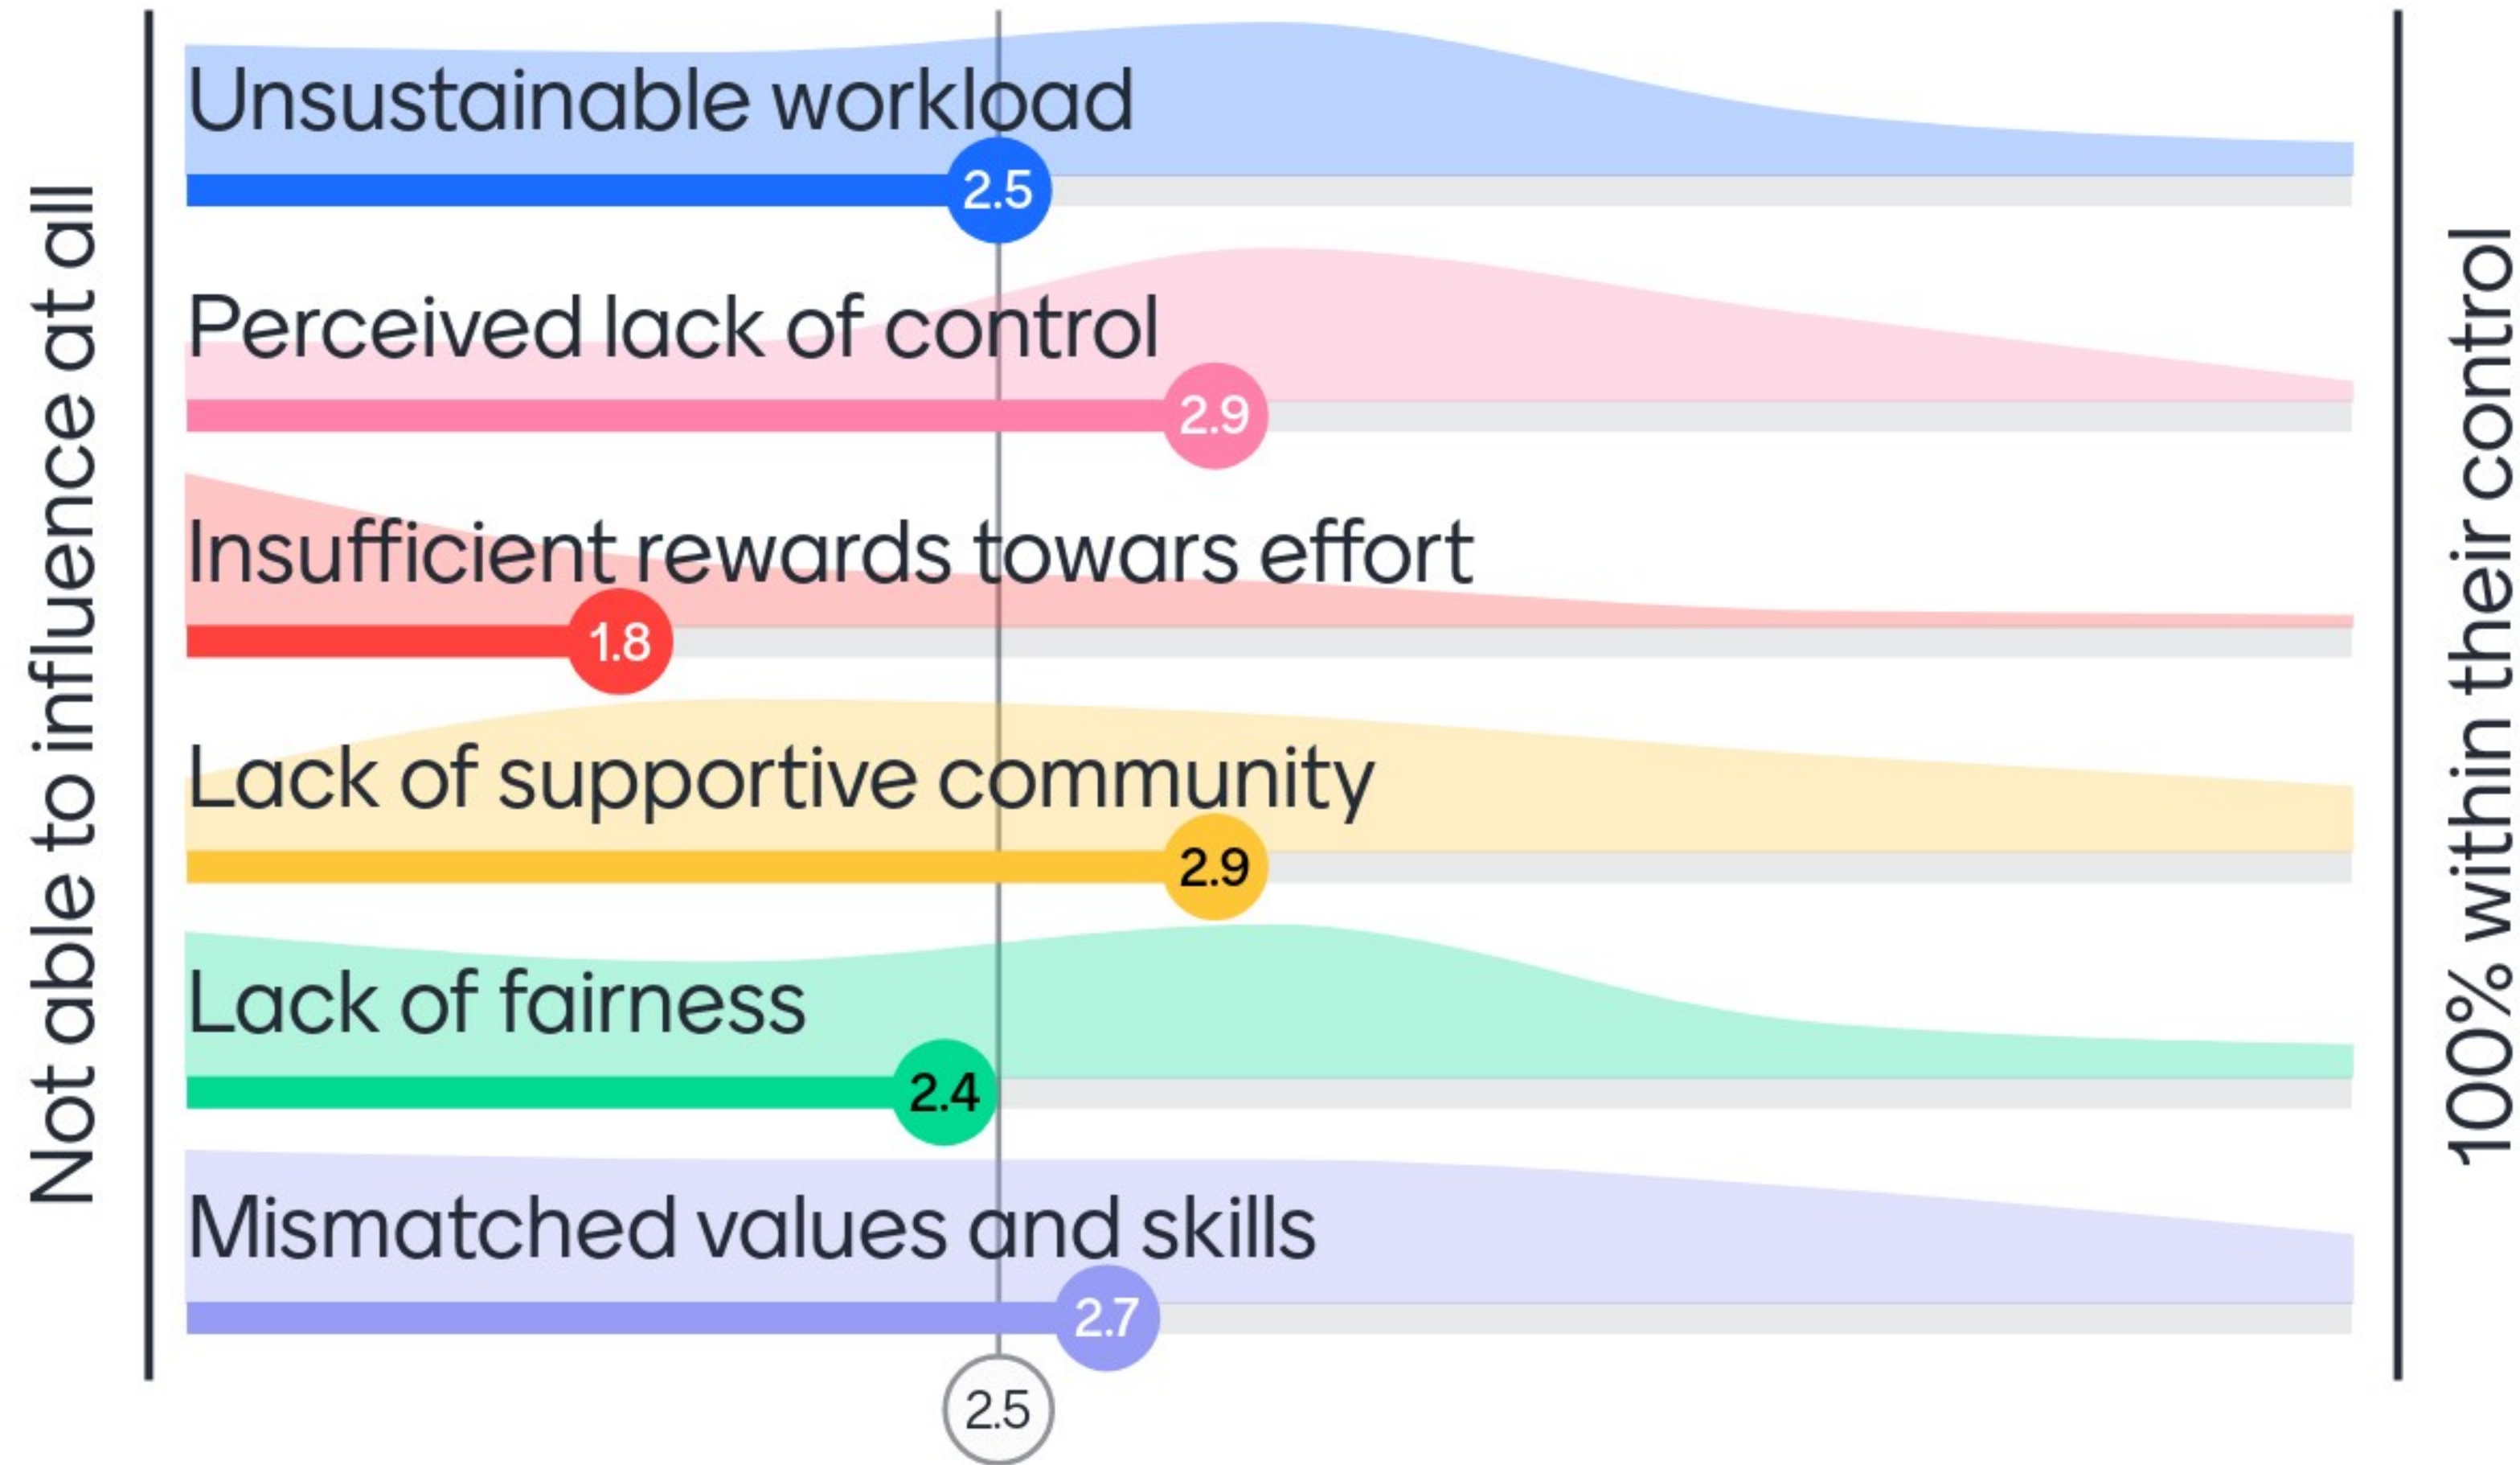 Not able to influence at all
Unsustainable workload
2.5
Perceived lack of control
2.9
Insufficient rewards towars effort
1.8
Lack of supportive community
2.9
Lack of fairness
2.4
Mismatched values and skills
2.7
2.5
100% within their control